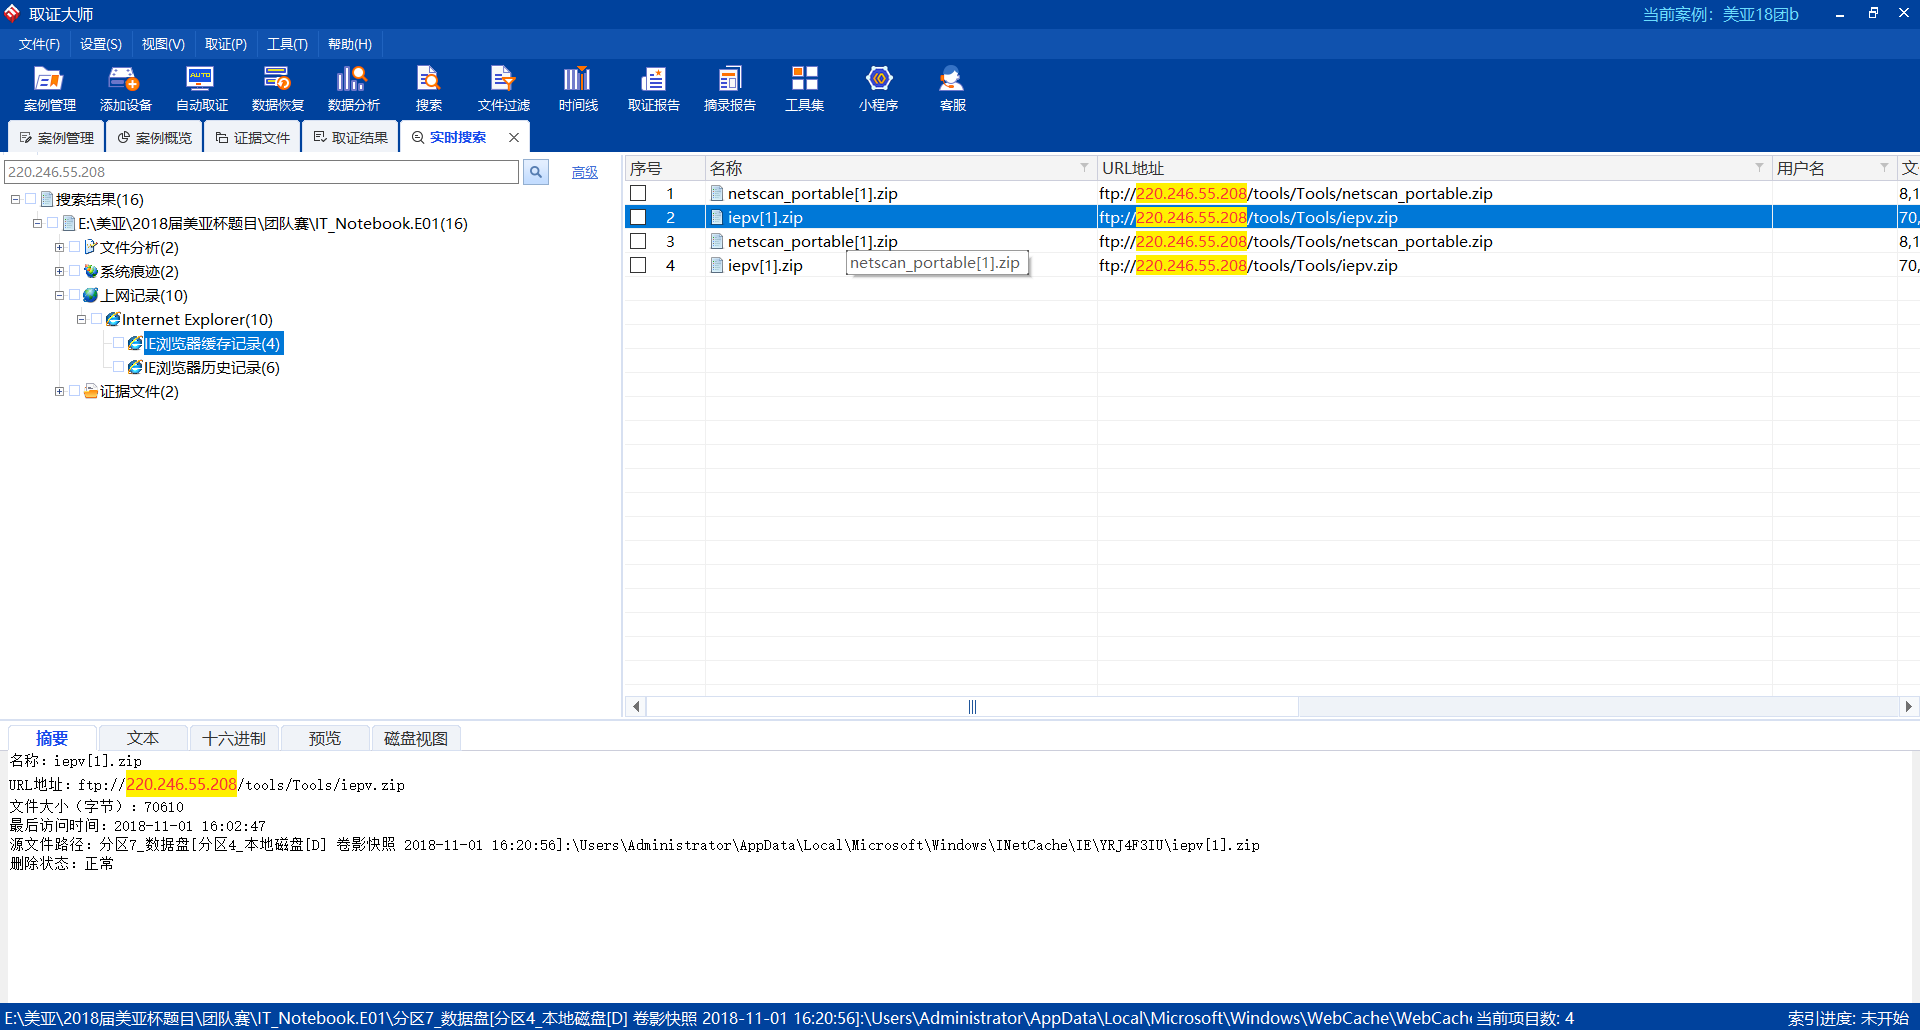 取证大师
当前案例：美亚18团b
文件(F) 设置(S) 视图(V) 取证(P) 工具(T) 帮助(H)
AUTO
案例管理 添加设备 自动取证 数据恢复 数据分析 搜索 文件过滤 时间线 取证报告 摘录报告 工具集 小程序 客服
案例管理 案例概览 证据文件 取证结果 实时搜索
220.246.55.208 高级
搜索结果(16)
E:\美亚\2018届美亚杯题目\团队赛\IT_Notebook.E01(16)
文件分析(2)
系统痕迹(2)
上网记录(10)
Internet Explorer(10)
IE浏览器缓存记录(4)
IE浏览器历史记录(6)
证据文件(2)
序号 名称 URL地址 用户名 文
1 netscan_portable[1].zip ftp://220.246.55.208/tools/Tools/netscan_portable.zip 8,1
2 iepv[1].zip ftp://220.246.55.208/tools/Tools/iepv.zip 70,
3 netscan_portable[1].zip ftp://220.246.55.208/tools/Tools/netscan_portable.zip 8,1
4 iepv[1].zip ftp://220.246.55.208/tools/Tools/iepv.zip 70,
netscan_portable[1].zip
摘要 文本 十六进制 预览 磁盘视图
名称：iepv[1].zip
URL地址：ftp://220.246.55.208/tools/Tools/iepv.zip
文件大小（字节）：70610
最后访问时间：2018-11-01 16:02:47
源文件路径：分区7_数据盘[分区4_本地磁盘[D] 卷影快照 2018-11-01 16:20:56]:\Users\Administrator\AppData\Local\Microsoft\Windows\INetCache\IE\YRJ4F3IU\iepv[1].zip
删除状态：正常
E:\美亚\2018届美亚杯题目\团队赛\IT_Notebook.E01\分区7_数据盘[分区4_本地磁盘[D] 卷影快照 2018-11-01 16:20:56]:\Users\Administrator\AppData\Local\Microsoft\Windows\WebCache\WebCach 当前项目数: 4 索引进度: 未开始